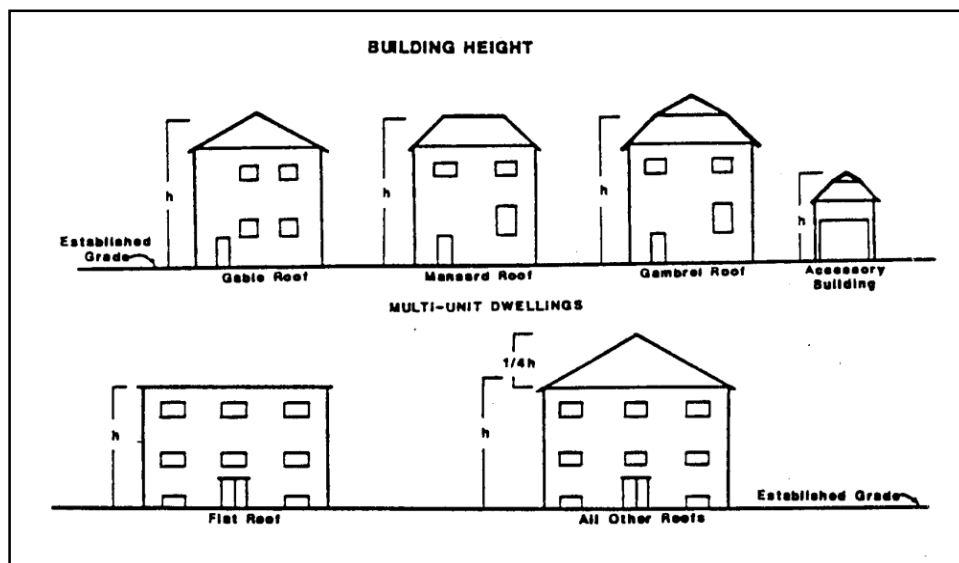 BUILDING HEIGHT
h
h
h
h
Established
Grade
Gable Roof
Mansard Roof
Gambrel Roof
Accessory
Building
MULTI-UNIT DWELLINGS
1/4h
h
h
Established Grade
Flat Roof
All Other Roofs